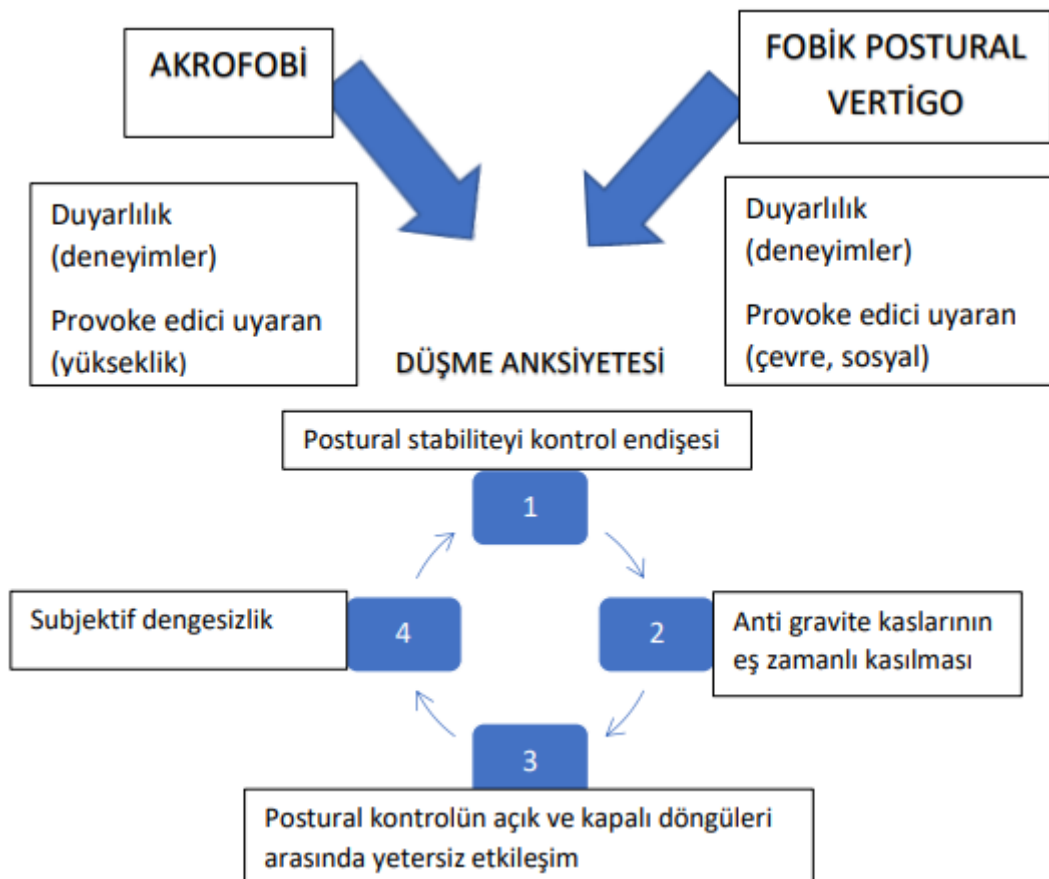 AKROFOBİ
FOBİK POSTURAL
VERTİGO
Duyarlılık
(deneyimler)
Provoke edici uyaran
(yükseklik)
Duyarlılık
(deneyimler)
Provoke edici uyaran
(çevre, sosyal)
DÜŞME ANKSİYETESİ
Postural stabiliteyi kontrol endişesi
1
2
Anti gravite kaslarının
eş zamanlı kasılması
3
Postural kontrolün açık ve kapalı döngüleri
arasında yetersiz etkileşim
4
Subjektif dengesizlik